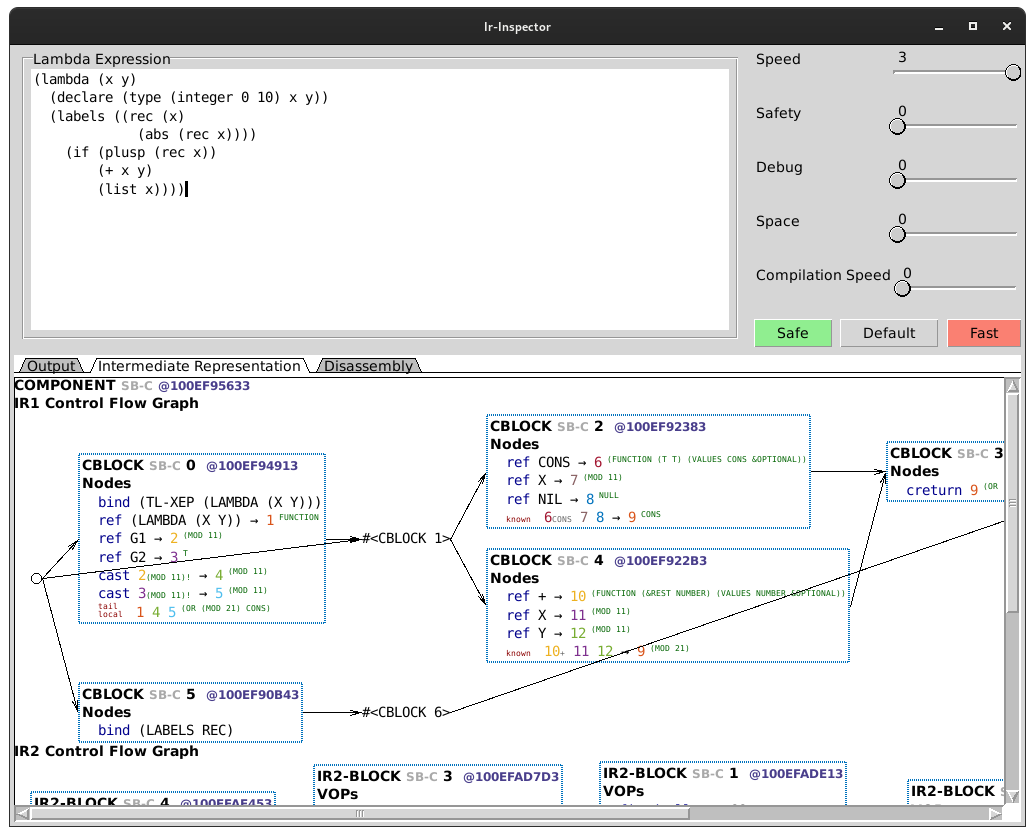 Ir-Inspector
Lambda Expression
(lambda (x y)
(declare (type (integer 0 10) x y))
(labels ((rec (x)
(abs (rec x))))
(if (plusp (rec x))
(+ x y)
(list x))))
Speed 3
Safety 0
Debug 0
Space 0
Compilation Speed 0
Safe Default Fast
Output Intermediate Representation Disassembly
COMPONENT SB-C @100EF95633
IR1 Control Flow Graph
CBLOCK SB-C 0 @100EF94913
Nodes
bind (TL-XEP (LAMBDA (X Y)))
ref (LAMBDA (X Y)) → 1 FUNCTION
ref G1 → 2 (MOD 11)
ref G2 → 3 T
cast 2(MOD 11)! → 4 (MOD 11)
cast 3(MOD 11)! → 5 (MOD 11)
tail local 1 4 5 (OR (MOD 21) CONS)
#<CBLOCK 1>
CBLOCK SB-C 2 @100EF92383
Nodes
ref CONS → 6 (FUNCTION (T T) (VALUES CONS &OPTIONAL))
ref X → 7 (MOD 11)
ref NIL → 8 NULL
known 6CONS 7 8 → 9 CONS
CBLOCK SB-C 4 @100EF922B3
Nodes
ref + → 10 (FUNCTION (&REST NUMBER) (VALUES NUMBER &OPTIONAL))
ref X → 11 (MOD 11)
ref Y → 12 (MOD 11)
known 10+ 11 12 → 9 (MOD 21)
CBLOCK SB-C 3
Nodes
creturn 9 (OR
CBLOCK SB-C 5 @100EF90B43
Nodes
bind (LABELS REC)
#<CBLOCK 6>
IR2 Control Flow Graph
IR2-BLOCK SB-C 4 @100EFAE453
IR2-BLOCK SB-C 3 @100EFAD7D3
VOPs
IR2-BLOCK SB-C 1 @100EFADE13
VOPs
IR2-BLOCK